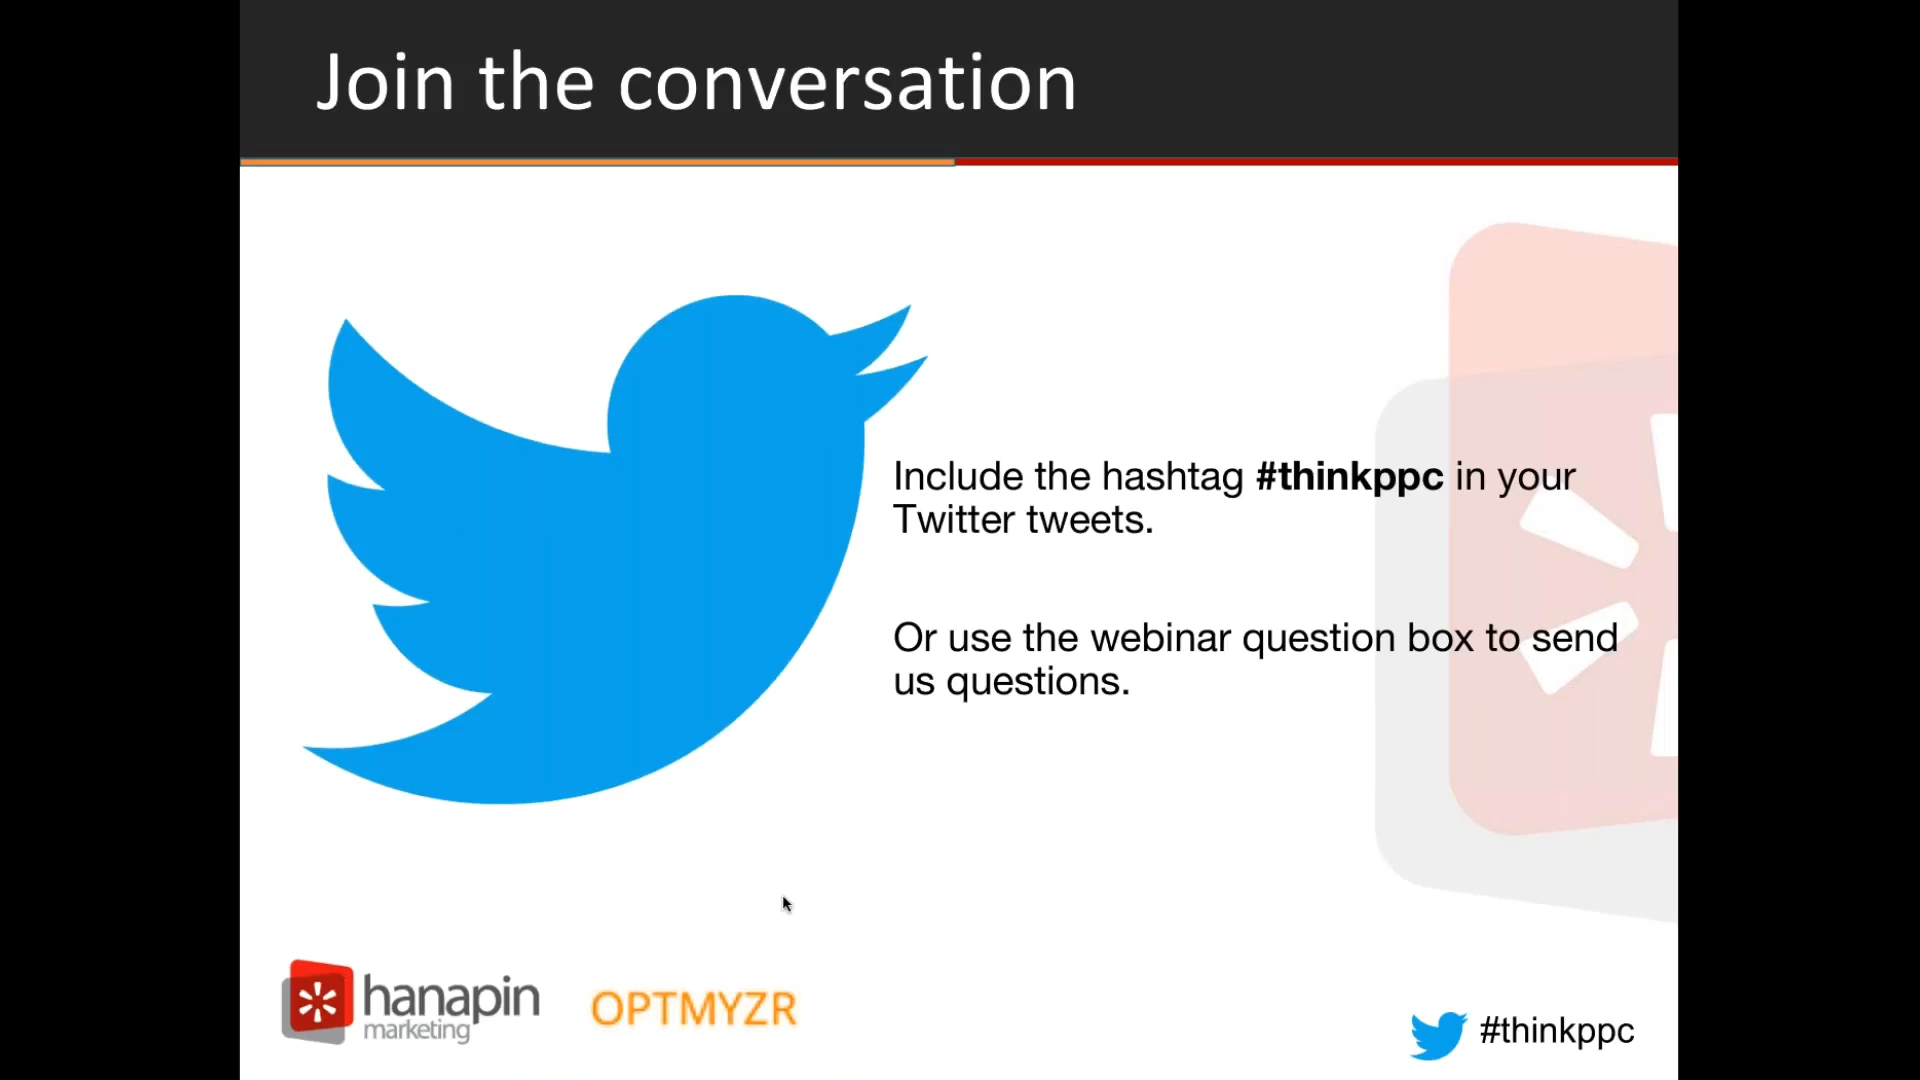 Join the conversation
Include the hashtag #thinkppc in your
Twitter tweets.
Or use the webinar question box to send
us questions.
hanapin
marketing
OPTMYZR
#thinkppc